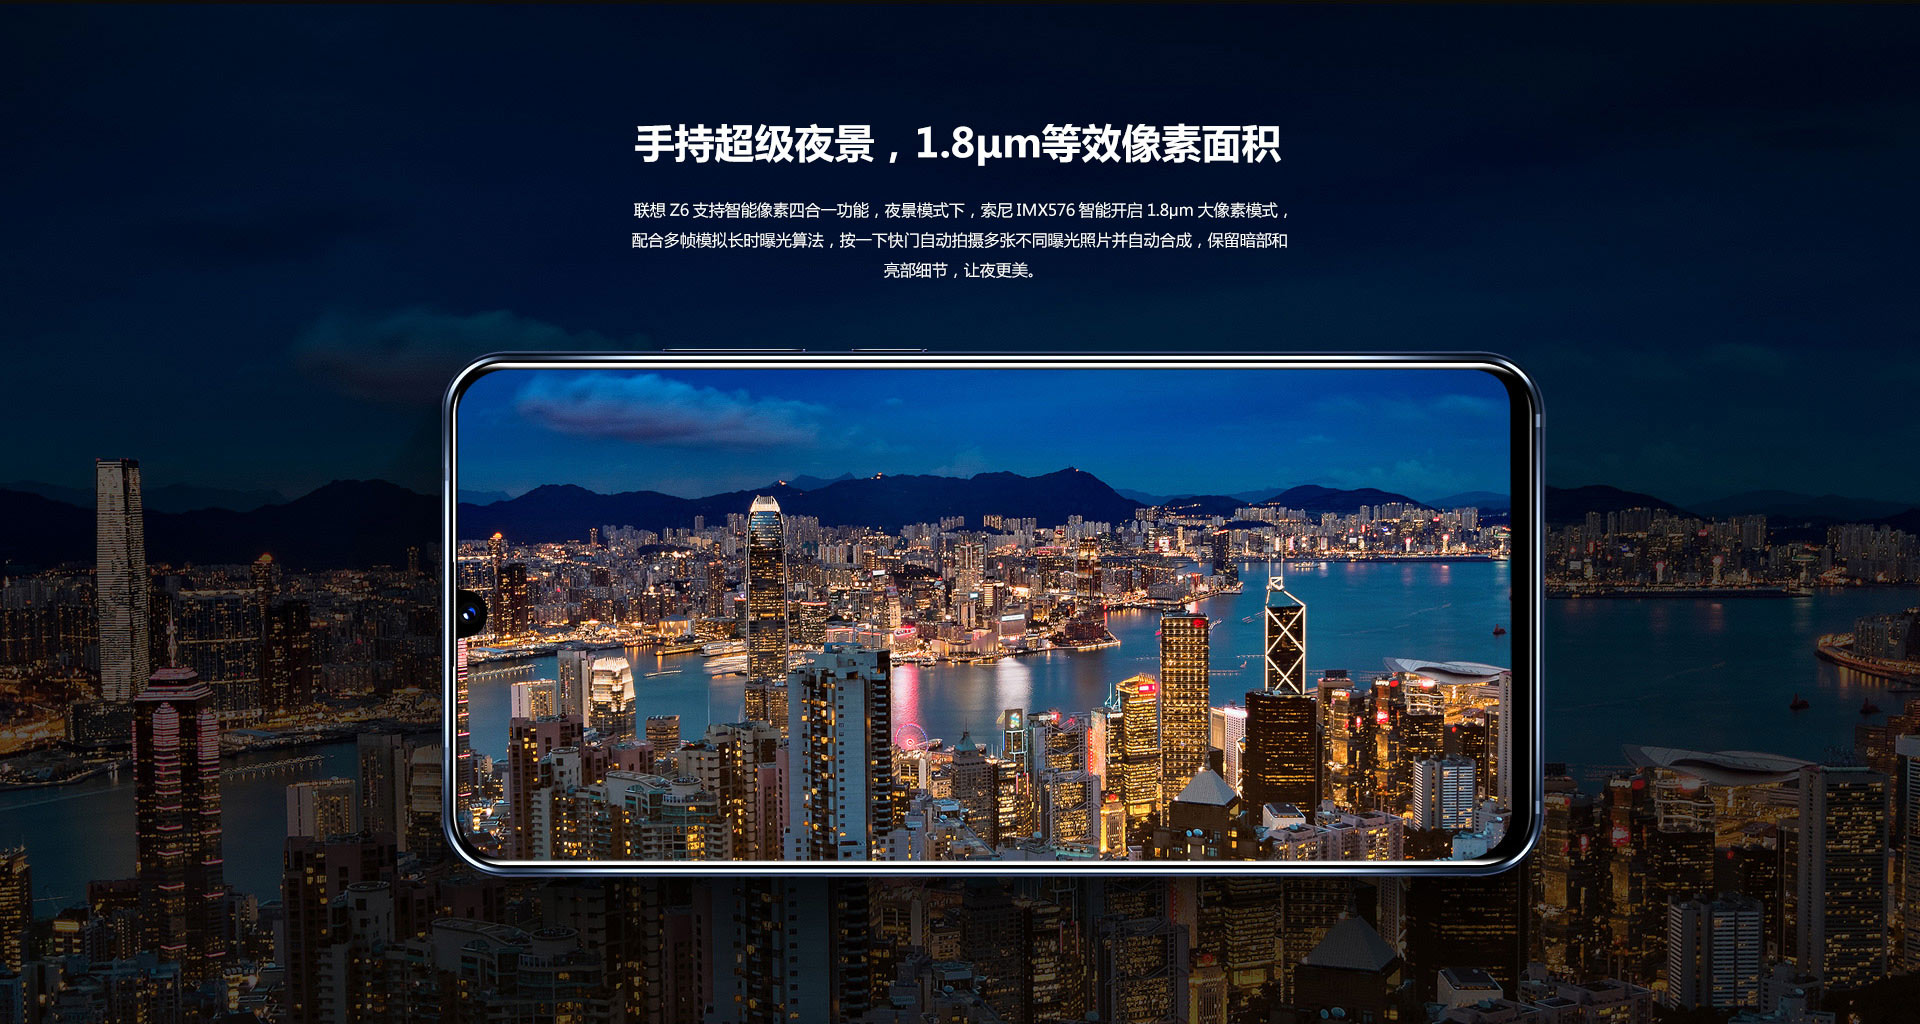 手持超级夜景，1.8μm等效像素面积
联想 Z6 支持智能像素四合一功能，夜景模式下，索尼 IMX576 智能开启 1.8μm 大像素模式，
配合多帧模拟长时曝光算法，按一下快门自动拍摄多张不同曝光照片并自动合成，保留暗部和
亮部细节，让夜更美。